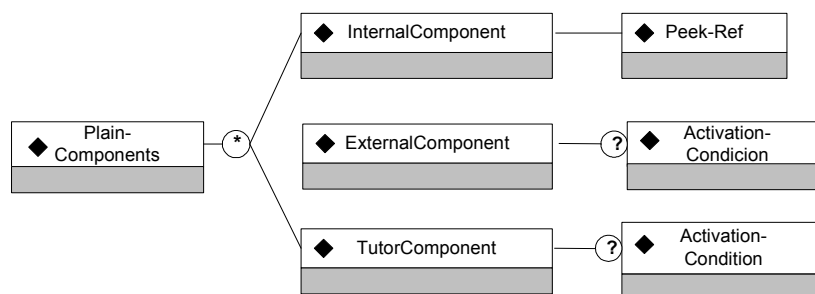 InternalComponent
Peek-Ref
Plain-
Components
*
ExternalComponent
?
Activation-
Condicion
TutorComponent
?
Activation-
Condition